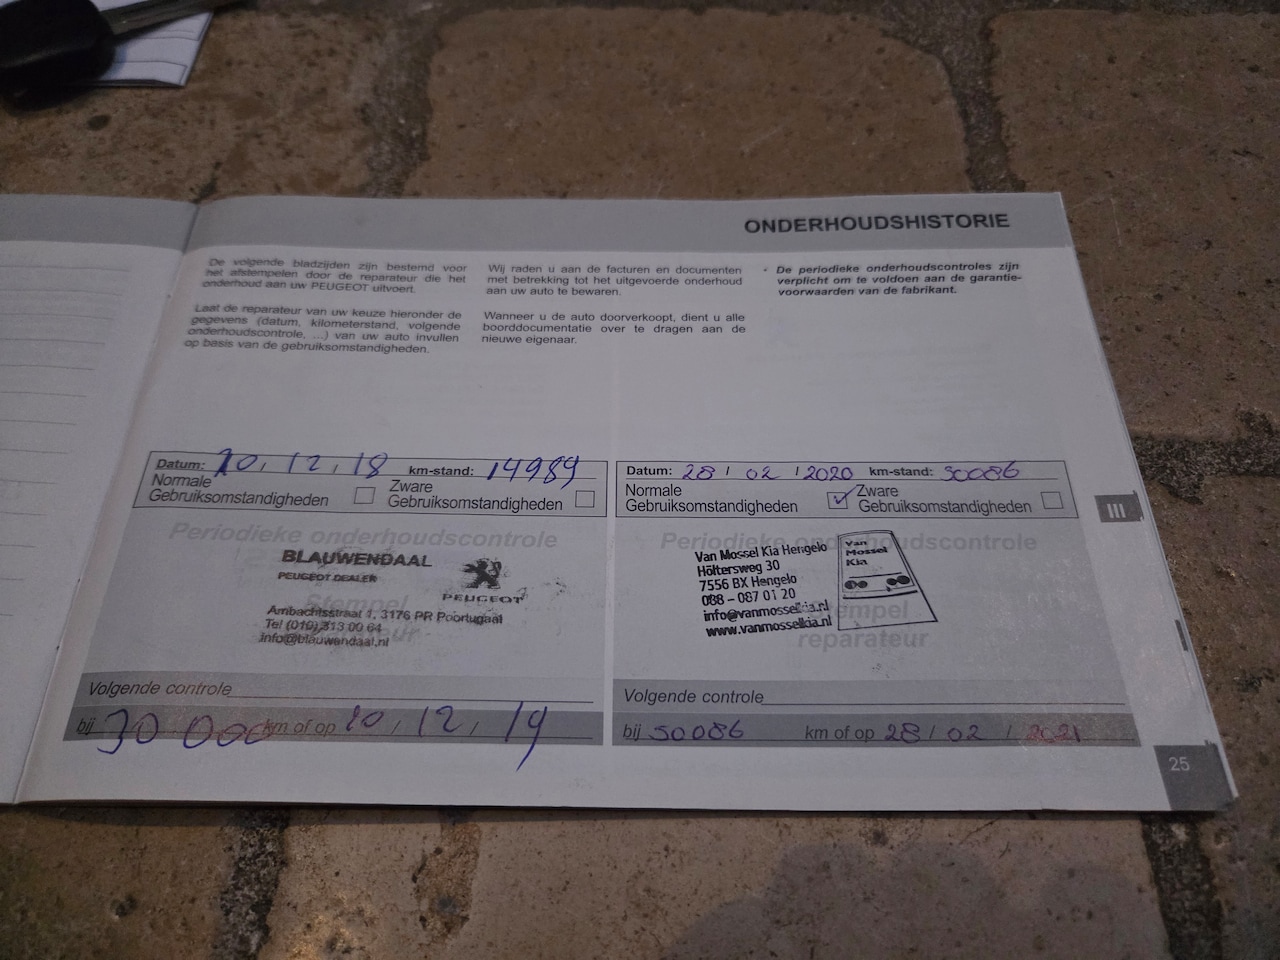 ONDERHOUDSHISTORIE
De volgende bladzijden zijn bestemd voor
het afstempelen door de reparateur die het
onderhoud aan uw PEUGEOT uitvoert.
Laat de reparateur van uw keuze hieronder de
gegevens (datum, kilometerstand, volgende
onderhoudscontrole, ...) van uw auto invullen
op basis van de gebruiksomstandigheden.
Wij raden u aan de facturen en documenten
met betrekking tot het uitgevoerde onderhoud
aan uw auto te bewaren.
Wanneer u de auto doorverkoopt, dient u alle
boorddocumentatie over te dragen aan de
nieuwe eigenaar.
- De periodieke onderhoudscontroles zijn
verplicht om te voldoen aan de garantie-
voorwaarden van de fabrikant.
Datum: 10, 12, 18 km-stand: 14989
Normale Gebruiksomstandigheden Zware Gebruiksomstandigheden
Periodieke onderhoudscontrole
BLAUWENDAAL
PEUGEOT DEALER
PEUGEOT
Stempel
Ambachtsstraat 1, 3176 PR Poortugaal
Tel (010) 313 00 64
info@blauwendaal.nl
Volgende controle
bij 30 000 km of op 10 / 12 / 19
Datum: 28 / 02 / 2020 km-stand: 50086
Normale Gebruiksomstandigheden ✓ Zware Gebruiksomstandigheden
Periodieke onderhoudscontrole
Van Mossel Kia Hengelo
Höltersweg 30
7556 BX Hengelo
088 – 087 01 20
info@vanmosselkia.nl
www.vanmosselkia.nl
Van
Mossel
Kia
Stempel
reparateur
Volgende controle
bij 50086 km of op 28 / 02 / 2021
III
25